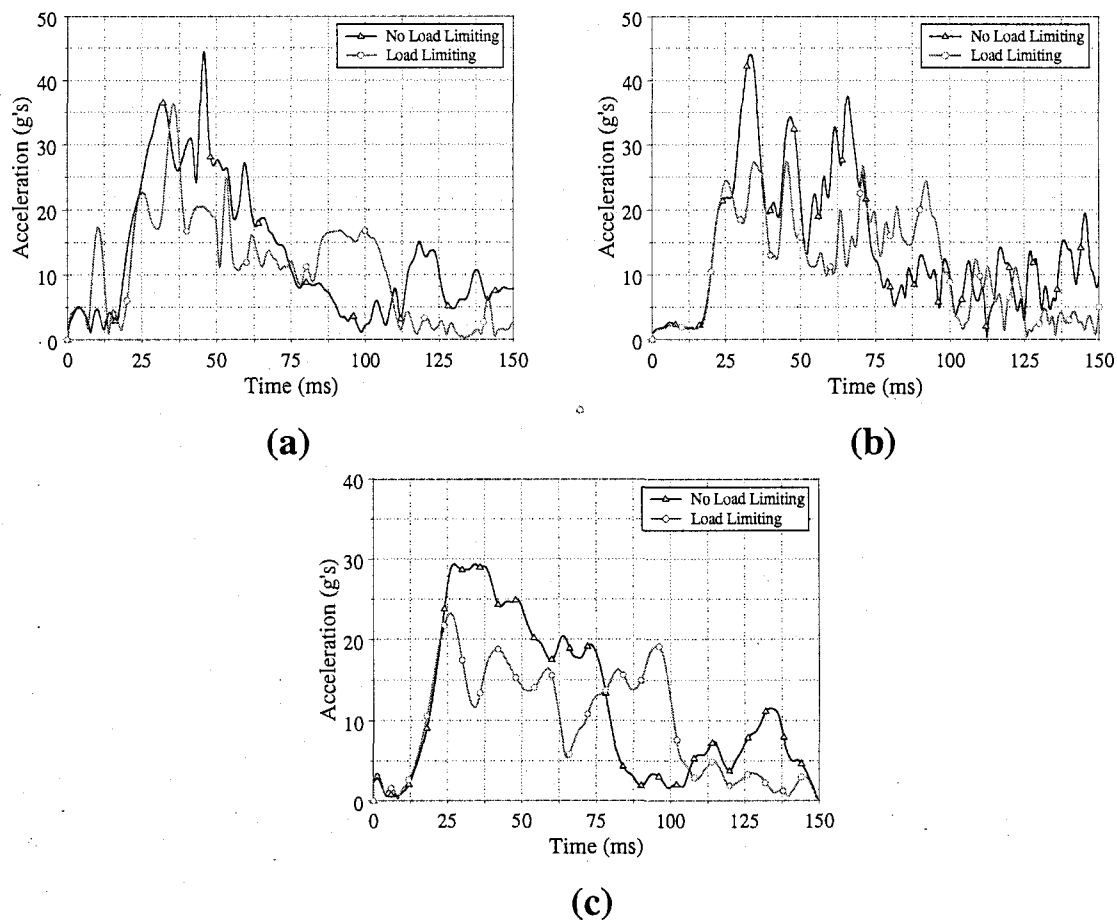 50
40
30
20
10
0
Acceleration (g's)
No Load Limiting
Load Limiting
0 25 50 75 100 125 150
Time (ms)
(a)
50
40
30
20
10
0
Acceleration (g's)
No Load Limiting
Load Limiting
0 25 50 75 100 125 150
Time (ms)
(b)
40
30
20
10
0
Acceleration (g's)
No Load Limiting
Load Limiting
0 25 50 75 100 125 150
Time (ms)
(c)